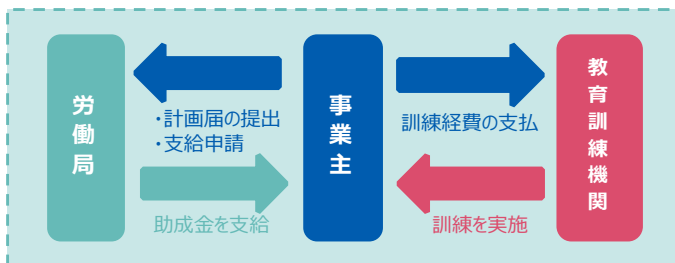 労働局
・計画届の提出
・支給申請
助成金を支給
事業主
訓練経費の支払
訓練を実施
教育訓練機関